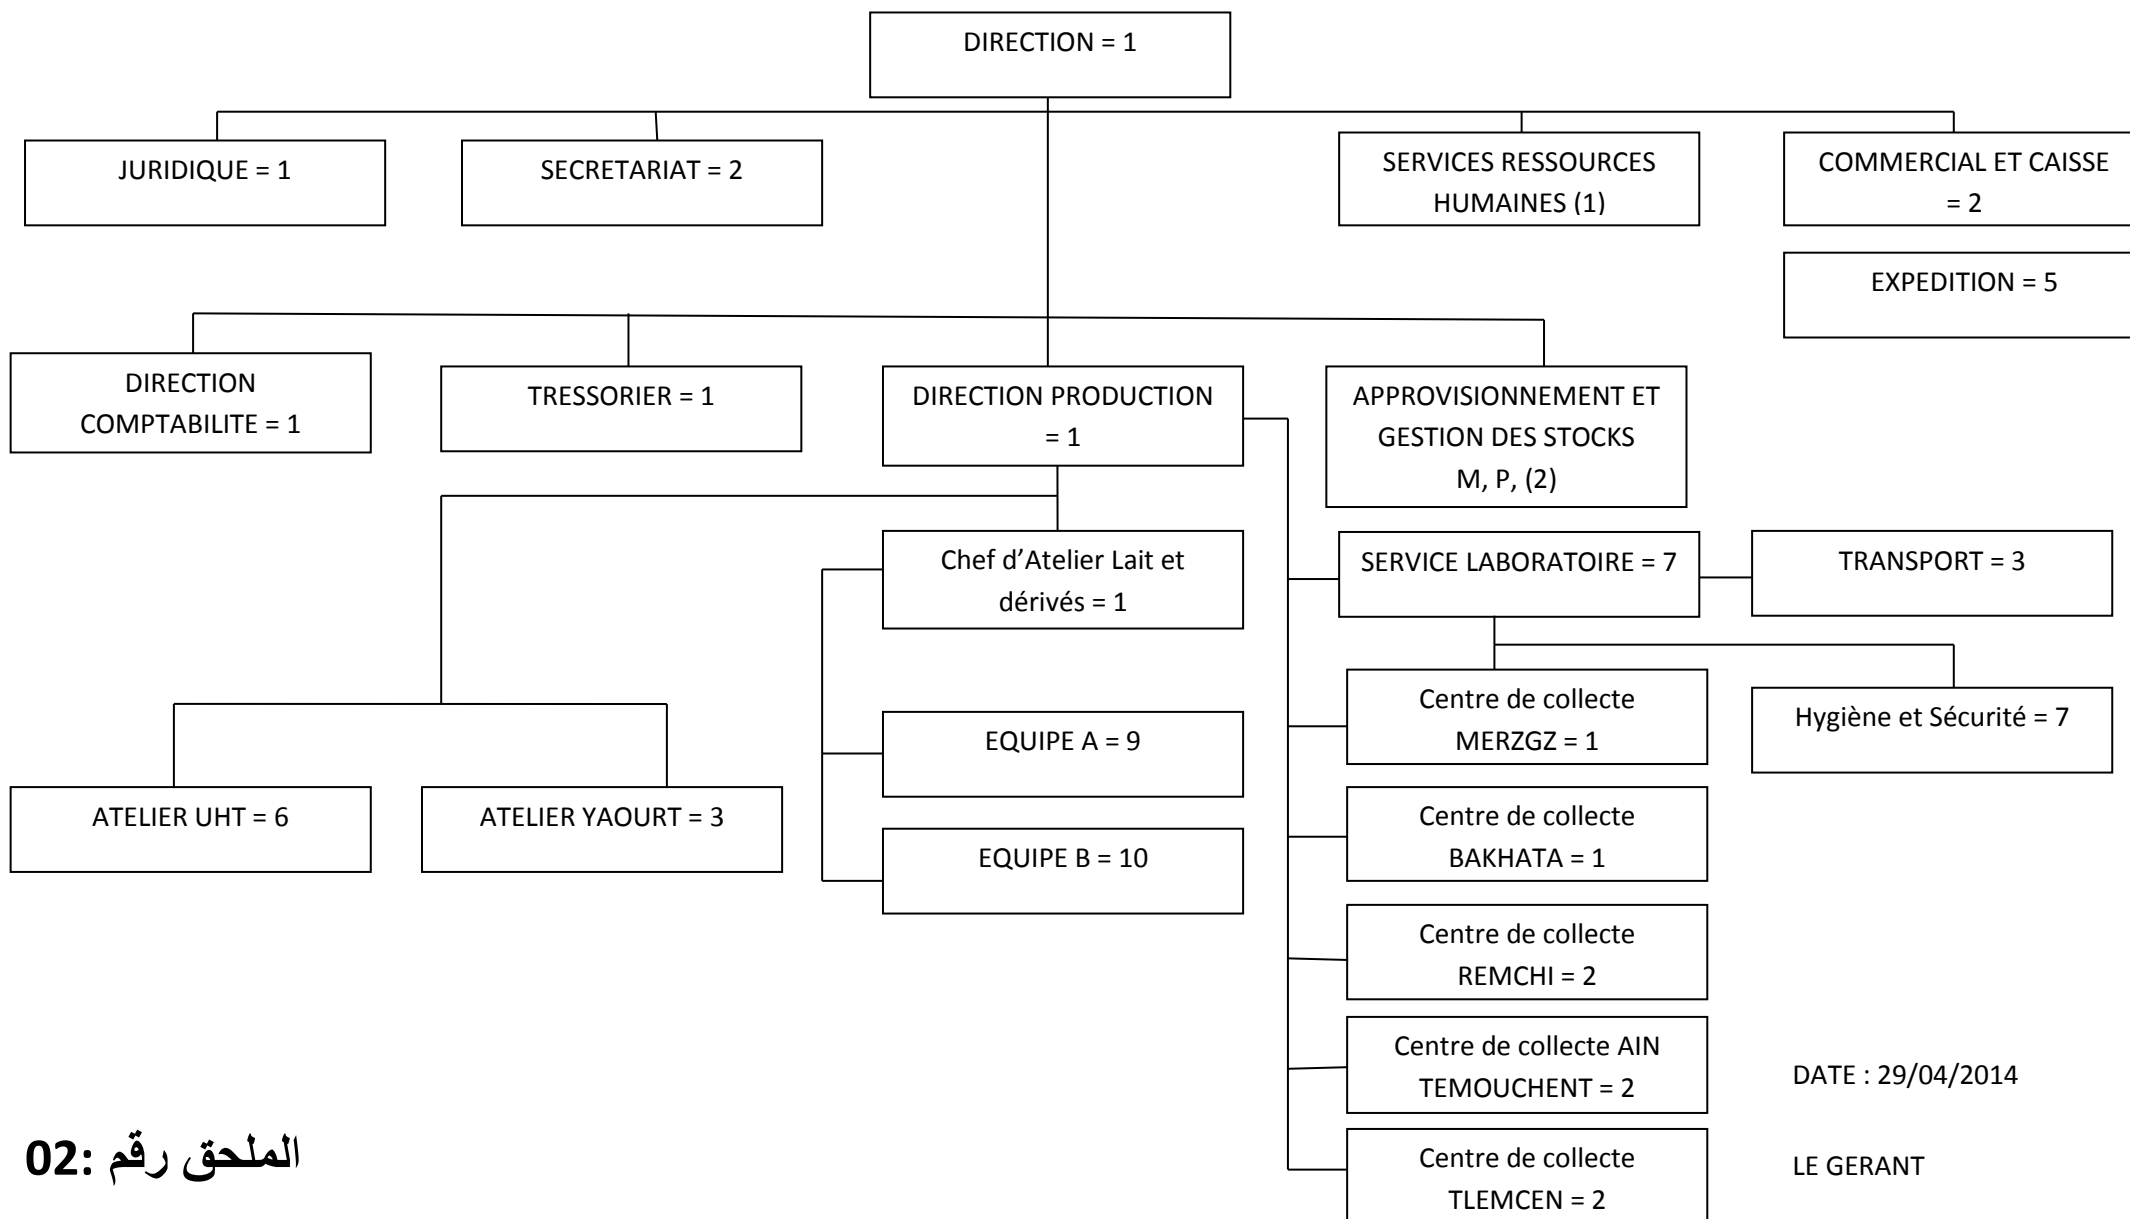 DIRECTION = 1
JURIDIQUE = 1
SECRETARIAT = 2
SERVICES RESSOURCES
HUMAINES (1)
COMMERCIAL ET CAISSE
= 2
EXPEDITION = 5
DIRECTION
COMPTABILITE = 1
TRESSORIER = 1
DIRECTION PRODUCTION
= 1
APPROVISIONNEMENT ET
GESTION DES STOCKS
M, P, (2)
Chef d’Atelier Lait et
dérivés = 1
SERVICE LABORATOIRE = 7
TRANSPORT = 3
Centre de collecte
MERZGZ = 1
Hygiène et Sécurité = 7
EQUIPE A = 9
ATELIER UHT = 6
ATELIER YAOURT = 3
Centre de collecte
BAKHATA = 1
EQUIPE B = 10
Centre de collecte
REMCHI = 2
Centre de collecte AIN
TEMOUCHENT = 2
DATE : 29/04/2014
الملحق رقم :02
Centre de collecte
TLEMCEN = 2
LE GERANT